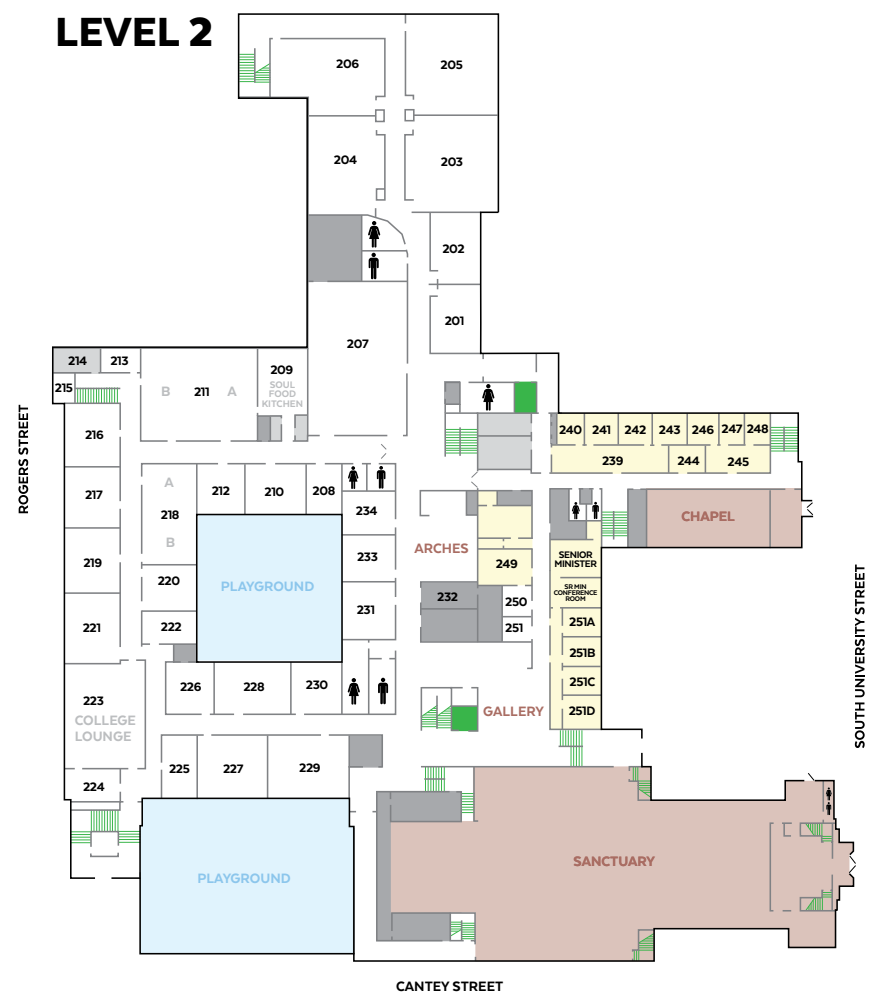 LEVEL 2
206
205
204
203
202
201
207
214
213
215
B
211
A
209
SOUL
FOOD
KITCHEN
216
217
219
221
223
COLLEGE
LOUNGE
224
A
218
B
212
210
208
234
233
231
220
222
PLAYGROUND
226
228
230
225
227
229
PLAYGROUND
240
241
242
243
246
247
248
239
244
245
CHAPEL
ARCHES
249
232
250
251
SENIOR
MINISTER
SR MIN
CONFERENCE
ROOM
251A
251B
251C
251D
GALLERY
SANCTUARY
ROGERS STREET
SOUTH UNIVERSITY STREET
CANTEY STREET